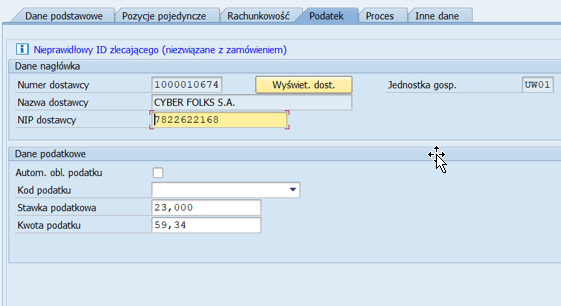 Dane podstawowe Pozycje pojedyncze Rachunkowość Podatek Proces Inne dane
Nieprawidłowy ID zlecającego (niezwiązane z zamówieniem)
Dane nagłówka
Numer dostawcy 1000010674 Wyświet. dost. Jednostka gosp. UW01
Nazwa dostawcy CYBER FOLKS S.A.
NIP dostawcy 7822622168
Dane podatkowe
Autom. obl. podatku
Kod podatku
Stawka podatkowa 23,000
Kwota podatku 59,34